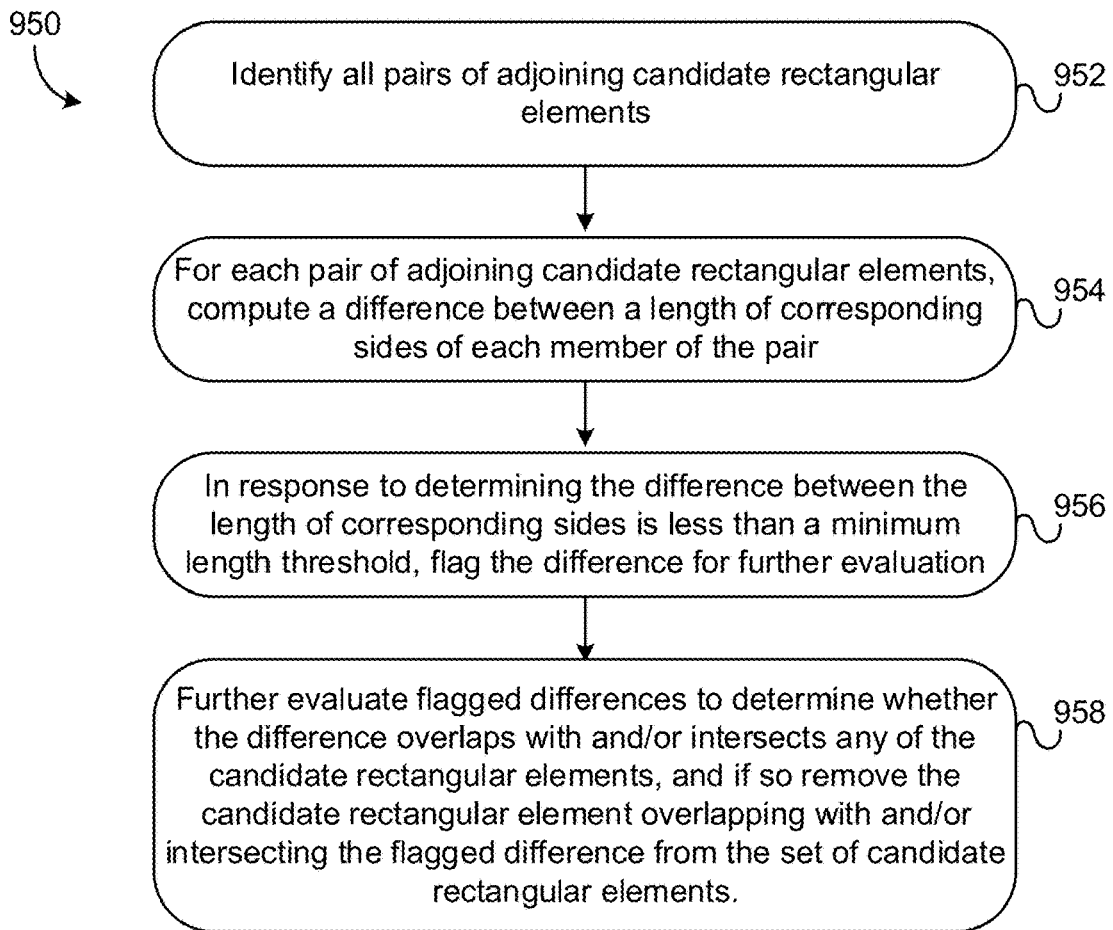 950
Identify all pairs of adjoining candidate rectangular
elements
952
For each pair of adjoining candidate rectangular elements,
compute a difference between a length of corresponding
sides of each member of the pair
954
In response to determining the difference between the
length of corresponding sides is less than a minimum
length threshold, flag the difference for further evaluation
956
Further evaluate flagged differences to determine whether
the difference overlaps with and/or intersects any of the
candidate rectangular elements, and if so remove the
candidate rectangular element overlapping with and/or
intersecting the flagged difference from the set of candidate
rectangular elements.
958